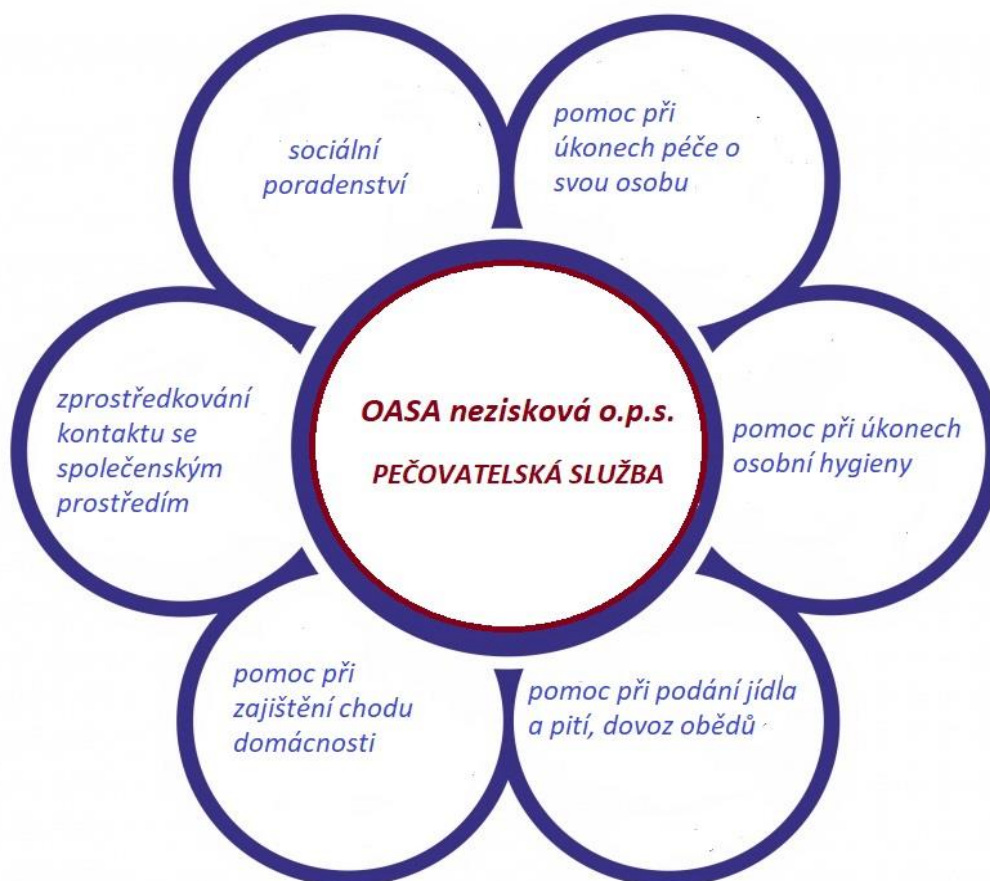 sociální
poradenství
pomoc při
úkonech péče o
svou osobu
zprostředkování
kontaktu se
společenským
prostředím
OASA nezisková o.p.s.
PEČOVATELSKÁ SLUŽBA
pomoc při úkonech
osobní hygieny
pomoc při
zajištění chodu
domácnosti
pomoc při podání jídla
a pití, dovoz obědů